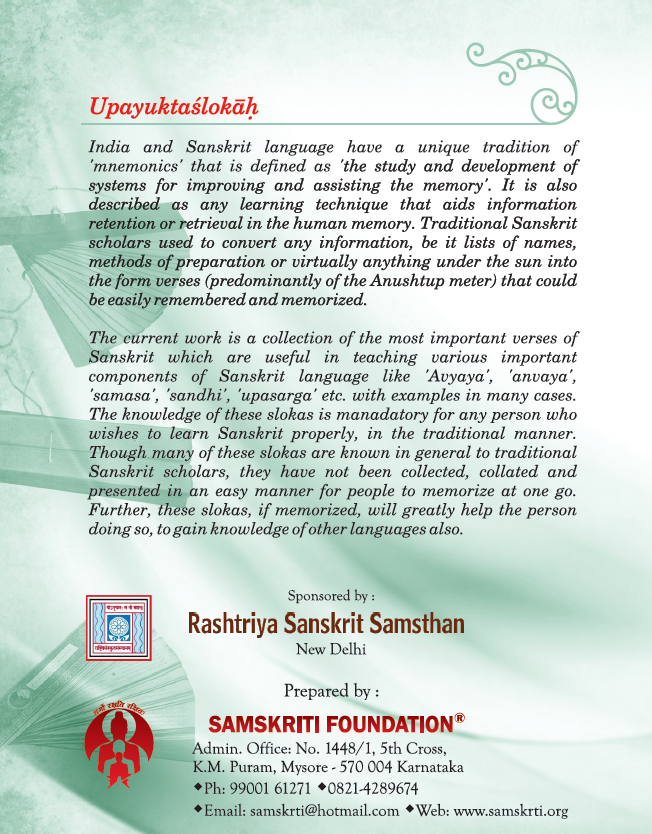 Upayuktaślokāḥ
India and Sanskrit language have a unique tradition of
'mnemonics' that is defined as 'the study and development of
systems for improving and assisting the memory'. It is also
described as any learning technique that aids information
retention or retrieval in the human memory. Traditional Sanskrit
scholars used to convert any information, be it lists of names,
methods of preparation or virtually anything under the sun into
the form verses (predominantly of the Anushtup meter) that could
be easily remembered and memorized.
The current work is a collection of the most important verses of
Sanskrit which are useful in teaching various important
components of Sanskrit language like 'Avyaya', 'anvaya',
'samasa', 'sandhi', 'upasarga' etc. with examples in many cases.
The knowledge of these slokas is manadatory for any person who
wishes to learn Sanskrit properly, in the traditional manner.
Though many of these slokas are known in general to traditional
Sanskrit scholars, they have not been collected, collated and
presented in an easy manner for people to memorize at one go.
Further, these slokas, if memorized, will greatly help the person
doing so, to gain knowledge of other languages also.
Sponsored by :
योऽनूचानः स नो महान्
राष्ट्रियसंस्कृतसंस्थानम्
Rashtriya Sanskrit Samsthan
New Delhi
Prepared by :
धर्मो रक्षति रक्षितः
SAMSKRITI FOUNDATION®
Admin. Office: No. 1448/1, 5th Cross,
K.M. Puram, Mysore - 570 004 Karnataka
◆Ph: 99001 61271 ◆0821-4289674
◆Email: samskrti@hotmail.com ◆Web: www.samskrti.org